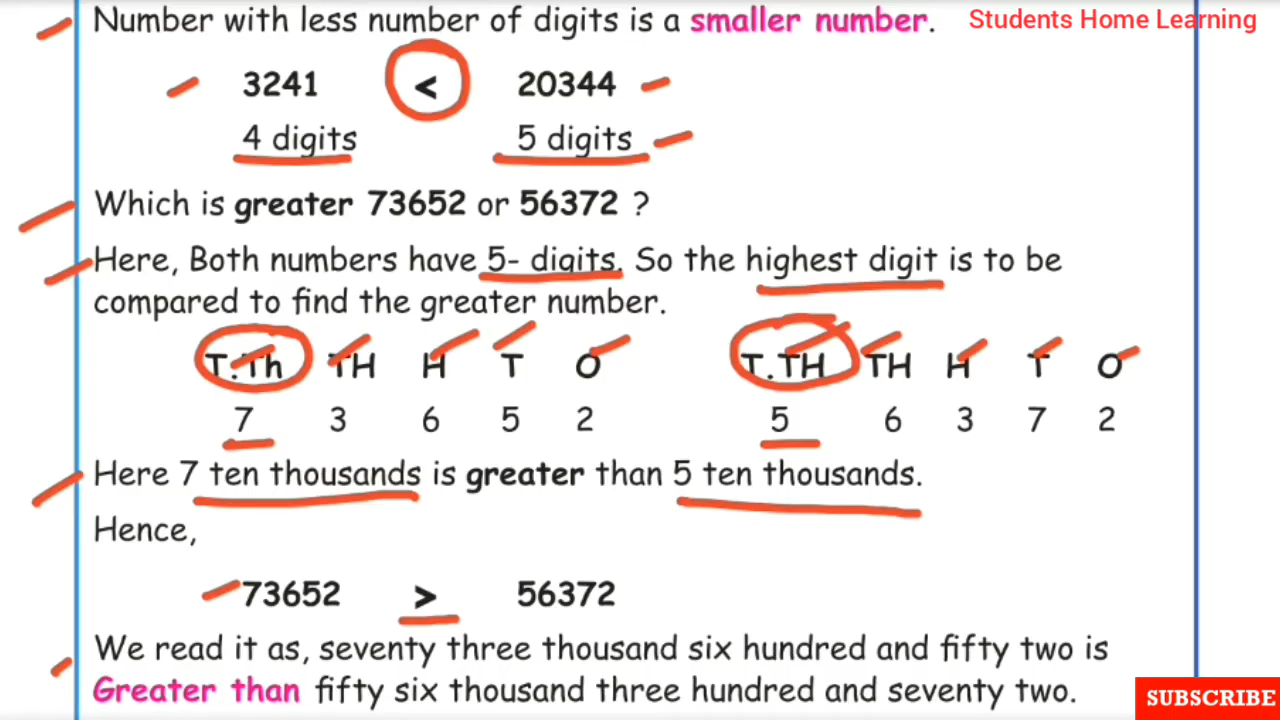 Number with less number of digits is a smaller number.
Students Home Learning
3241 < 20344
4 digits 5 digits
Which is greater 73652 or 56372 ?
Here, Both numbers have 5- digits. So the highest digit is to be
compared to find the greater number.
T.Th TH H T O T.TH TH H T O
7 3 6 5 2 5 6 3 7 2
Here 7 ten thousands is greater than 5 ten thousands.
Hence,
73652 > 56372
We read it as, seventy three thousand six hundred and fifty two is
Greater than fifty six thousand three hundred and seventy two.
SUBSCRIBE